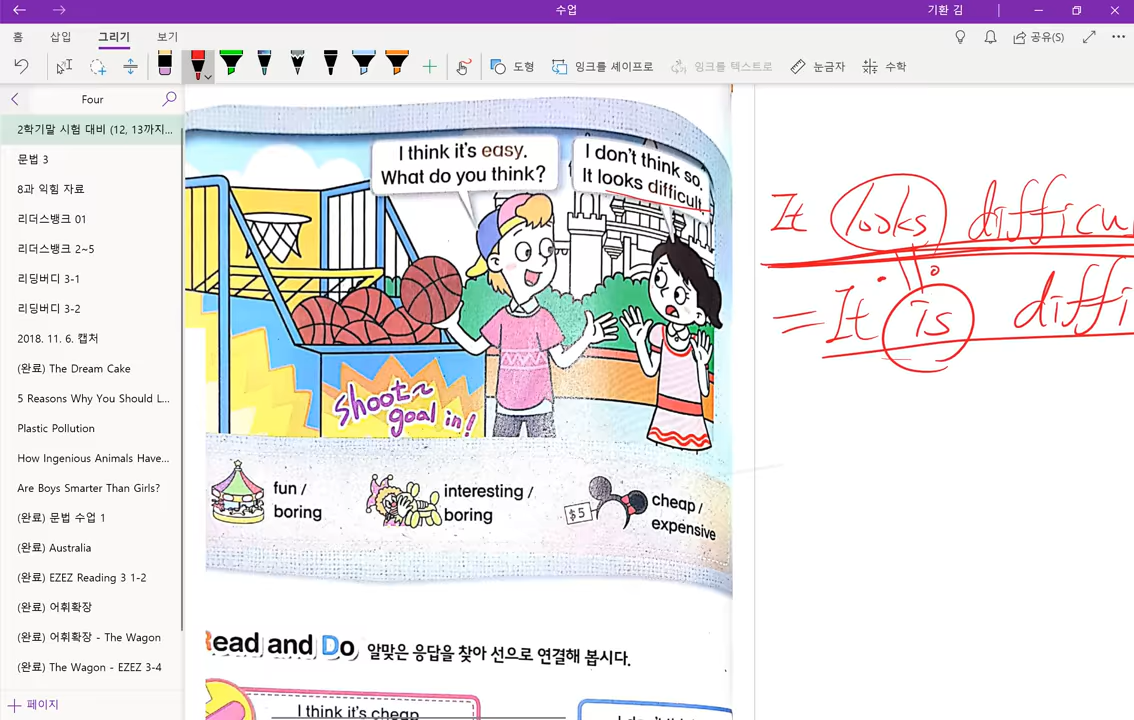 수업
기환 김
홈
삽입
그리기
보기
공유(S)
도형
잉크를 셰이프로
잉크를 텍스트로
눈금자
수학
Four
2학기말 시험 대비 (12, 13까지...
문법 3
8과 익힘 자료
리더스뱅크 01
리더스뱅크 2~5
리딩버디 3-1
리딩버디 3-2
2018. 11. 6. 캡처
(완료) The Dream Cake
5 Reasons Why You Should L...
Plastic Pollution
How Ingenious Animals Have...
Are Boys Smarter Than Girls?
(완료) 문법 수업 1
(완료) Australia
(완료) EZEZ Reading 3 1-2
(완료) 어휘확장
(완료) 어휘확장 - The Wagon
(완료) The Wagon - EZEZ 3-4
페이지
I think it's easy.
What do you think?
I don't think so.
It looks difficult.
shoot~
goal in!
fun /
boring
interesting /
boring
$5
cheap /
expensive
Read and Do
알맞은 응답을 찾아 선으로 연결해 봅시다.
I think it's cheap
It looks difficu
= It is diffi